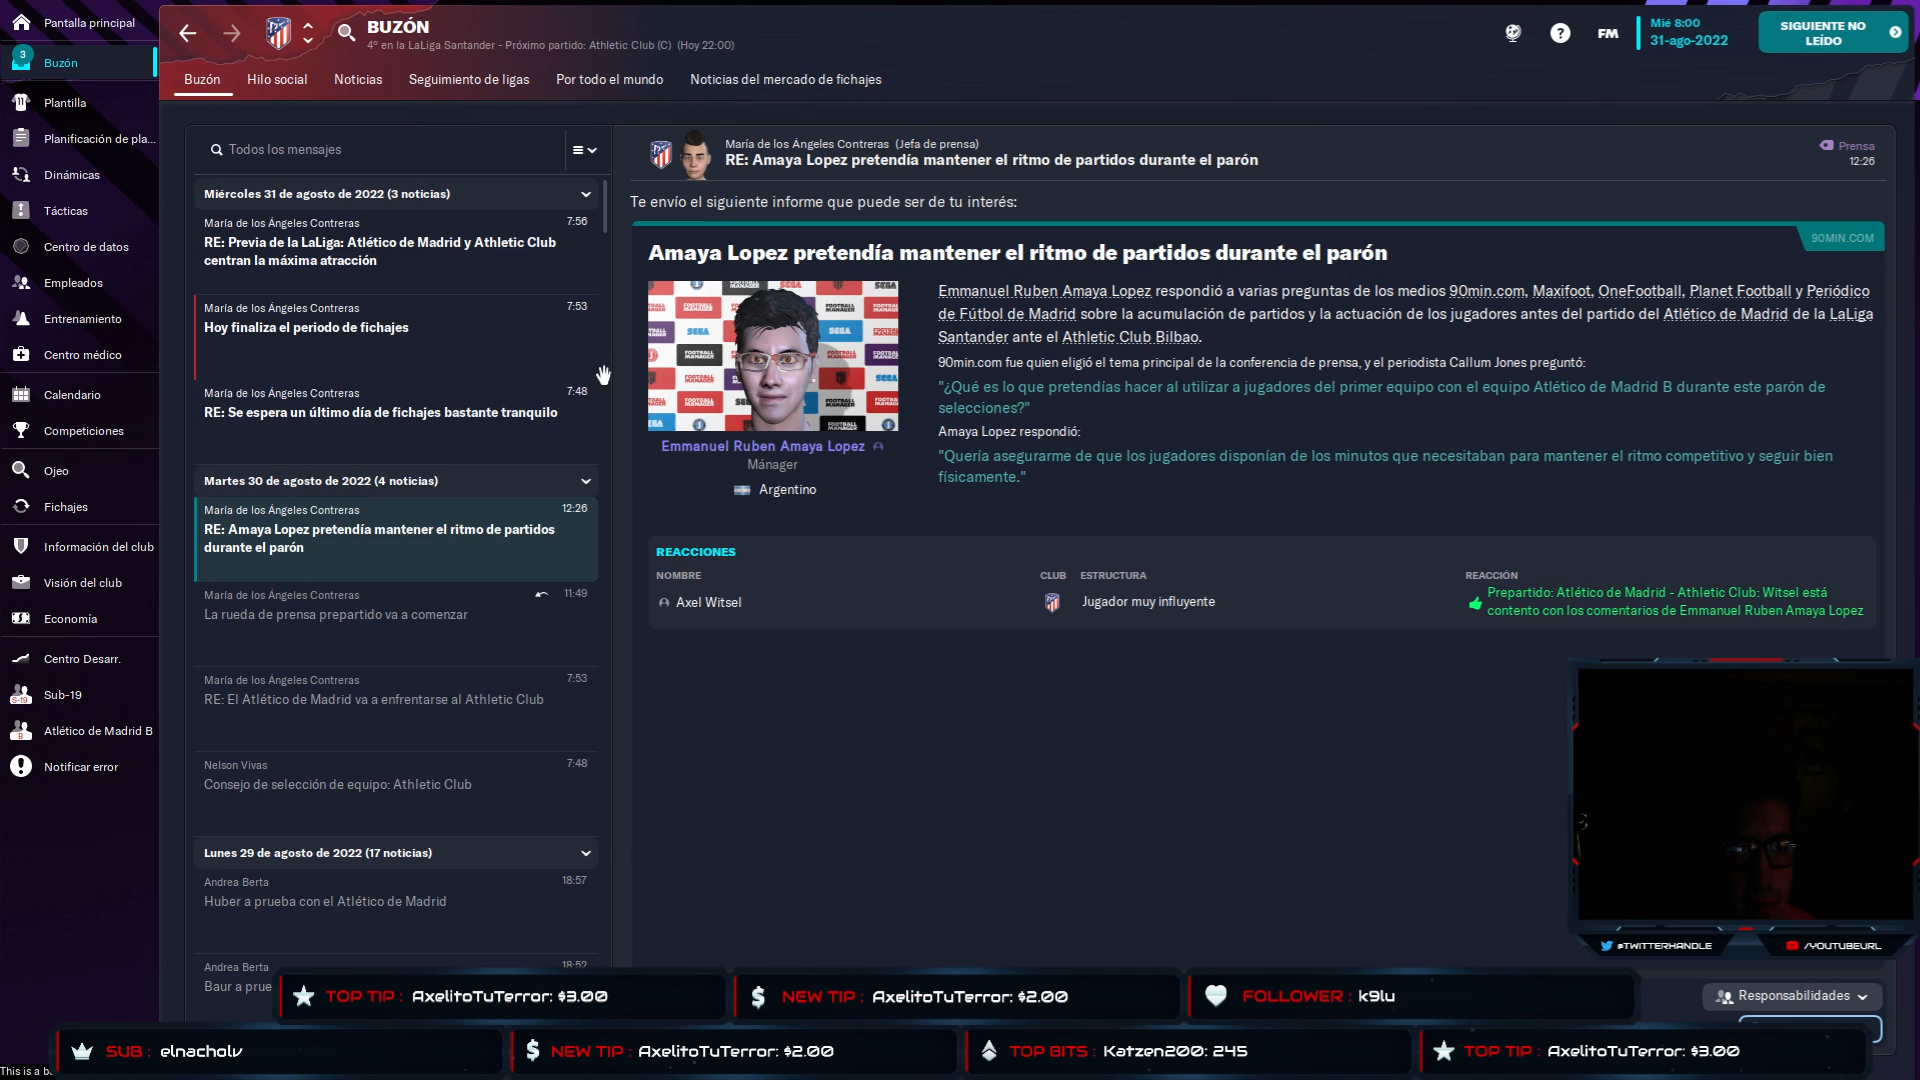 Pantalla principal
3
Buzón
Plantilla
Planificación de pla...
Dinámicas
Tácticas
Centro de datos
Empleados
Entrenamiento
Centro médico
Calendario
Competiciones
Ojeo
Fichajes
Información del club
Visión del club
Economía
Centro Desarr.
Sub-19
Atlético de Madrid B
Notificar error
BUZÓN
4º en la LaLiga Santander - Próximo partido: Athletic Club (C) (Hoy 22:00)
FM
Mié 8:00
31-ago-2022
SIGUIENTE NO
LEÍDO
Buzón
Hilo social
Noticias
Seguimiento de ligas
Por todo el mundo
Noticias del mercado de fichajes
Todos los mensajes
Miércoles 31 de agosto de 2022 (3 noticias)
María de los Ángeles Contreras 7:56
RE: Previa de la LaLiga: Atlético de Madrid y Athletic Club
centran la máxima atracción
María de los Ángeles Contreras 7:53
Hoy finaliza el periodo de fichajes
María de los Ángeles Contreras 7:48
RE: Se espera un último día de fichajes bastante tranquilo
Martes 30 de agosto de 2022 (4 noticias)
María de los Ángeles Contreras 12:26
RE: Amaya Lopez pretendía mantener el ritmo de partidos
durante el parón
María de los Ángeles Contreras 11:49
La rueda de prensa prepartido va a comenzar
María de los Ángeles Contreras 7:53
RE: El Atlético de Madrid va a enfrentarse al Athletic Club
Nelson Vivas 7:48
Consejo de selección de equipo: Athletic Club
Lunes 29 de agosto de 2022 (17 noticias)
Andrea Berta 18:57
Huber a prueba con el Atlético de Madrid
Andrea Berta 18:52
Baur a prue
María de los Ángeles Contreras (Jefa de prensa)
RE: Amaya Lopez pretendía mantener el ritmo de partidos durante el parón
Prensa
12:26
Te envío el siguiente informe que puede ser de tu interés:
90MIN.COM
Amaya Lopez pretendía mantener el ritmo de partidos durante el parón
Emmanuel Ruben Amaya Lopez respondió a varias preguntas de los medios 90min.com, Maxifoot, OneFootball, Planet Football y Periódico
de Fútbol de Madrid sobre la acumulación de partidos y la actuación de los jugadores antes del partido del Atlético de Madrid de la LaLiga
Santander ante el Athletic Club Bilbao.
90min.com fue quien eligió el tema principal de la conferencia de prensa, y el periodista Callum Jones preguntó:
"¿Qué es lo que pretendías hacer al utilizar a jugadores del primer equipo con el equipo Atlético de Madrid B durante este parón de
selecciones?"
Amaya Lopez respondió:
"Quería asegurarme de que los jugadores disponían de los minutos que necesitaban para mantener el ritmo competitivo y seguir bien
físicamente."
Emmanuel Ruben Amaya Lopez
Mánager
Argentino
REACCIONES
NOMBRE CLUB ESTRUCTURA REACCIÓN
Axel Witsel Jugador muy influyente
Prepartido: Atlético de Madrid - Athletic Club: Witsel está
contento con los comentarios de Emmanuel Ruben Amaya Lopez
@TWITTERHANDLE
/YOUTUBEURL
Responsabilidades
TOP TIP : AxelitoTuTerror: $3.00
NEW TIP : AxelitoTuTerror: $2.00
FOLLOWER : k9lu
SUB : elnacholv
NEW TIP : AxelitoTuTerror: $2.00
TOP BITS : Katzen200: 245
TOP TIP : AxelitoTuTerror: $3.00
This is a b